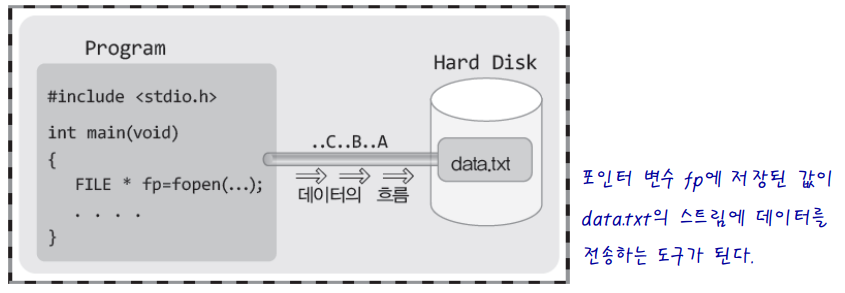 Program
Hard Disk
#include <stdio.h>
int main(void)
{
FILE * fp=fopen(...);
. . . .
}
..C..B..A
데이터의 흐름
data.txt
포인터 변수 fp에 저장된 값이
data.txt의 스트림에 데이터를
전송하는 도구가 된다.